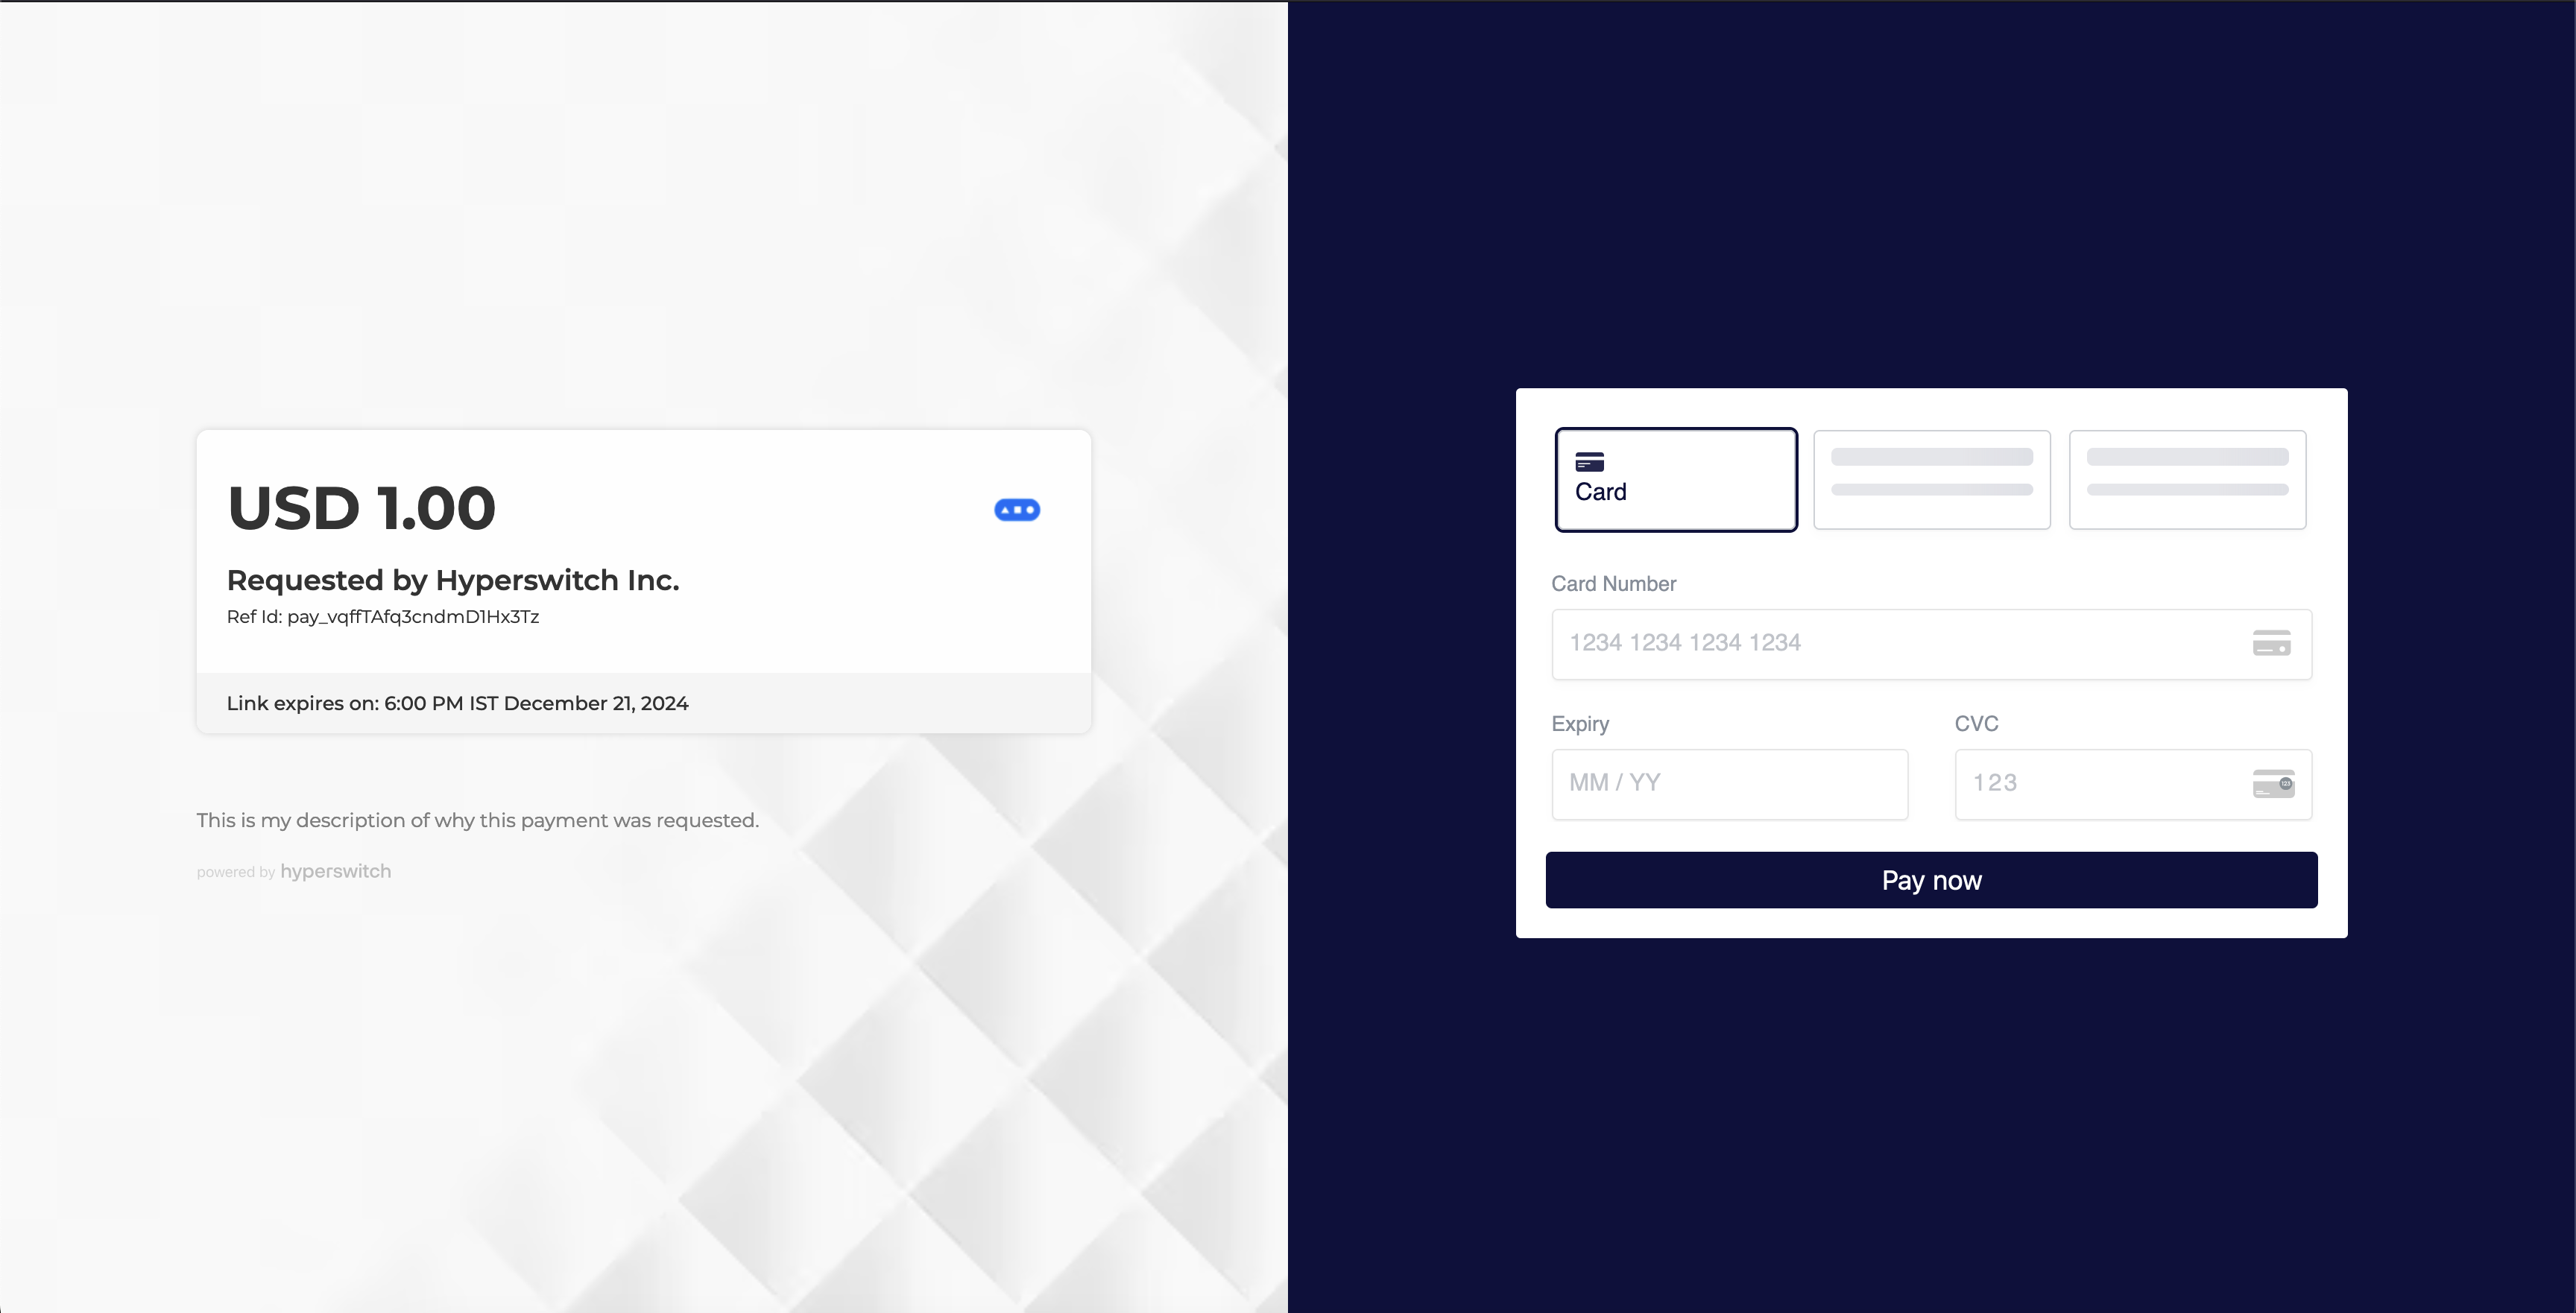 USD 1.00
Requested by Hyperswitch Inc.
Ref Id: pay_vqffTAfq3cndmD1Hx3Tz
Link expires on: 6:00 PM IST December 21, 2024
This is my description of why this payment was requested.
powered by hyperswitch
Card
Card Number
1234 1234 1234 1234
Expiry
CVC
MM / YY
123
Pay now